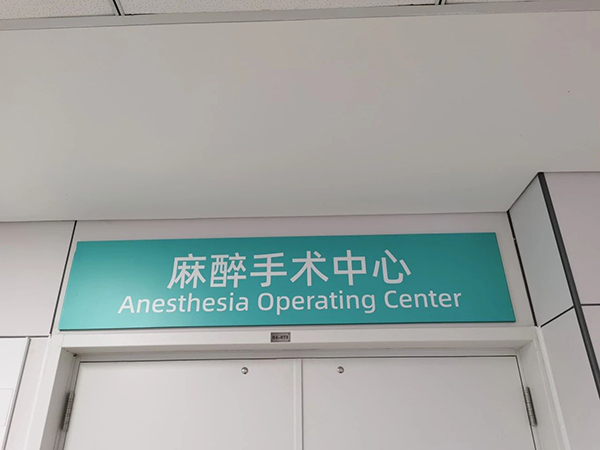 麻醉手术中心
Anesthesia Operating Center